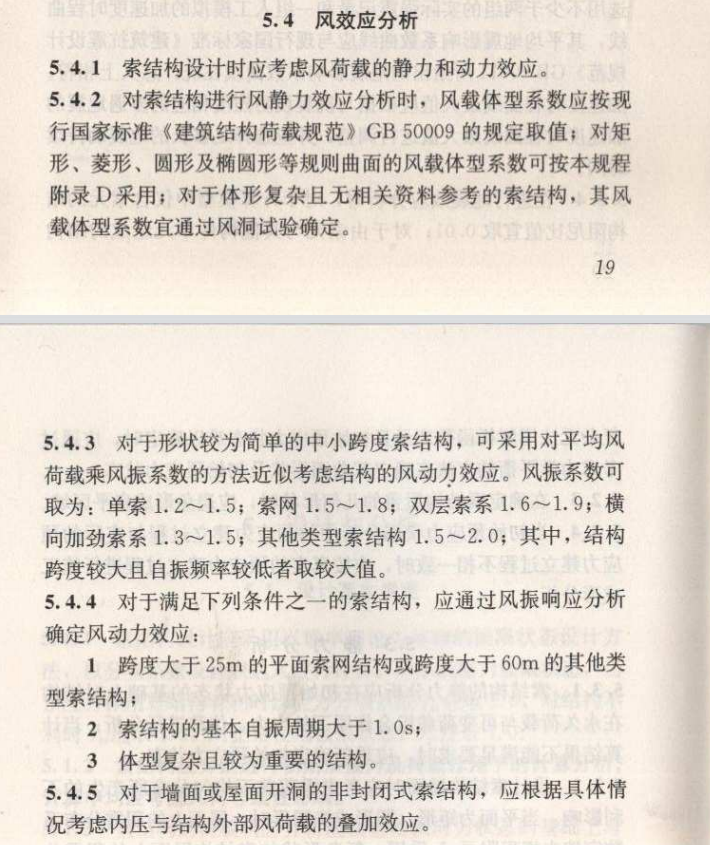 5.4 风效应分析
5.4.1 索结构设计时应考虑风荷载的静力和动力效应。
5.4.2 对索结构进行风静力效应分析时，风载体型系数应按现
行国家标准《建筑结构荷载规范》GB 50009 的规定取值；对矩
形、菱形、圆形及椭圆形等规则曲面的风载体型系数可按本规程
附录 D 采用；对于体形复杂且无相关资料参考的索结构，其风
载体型系数宜通过风洞试验确定。
19
5.4.3 对于形状较为简单的中小跨度索结构，可采用对平均风
荷载乘风振系数的方法近似考虑结构的风动力效应。风振系数可
取为：单索 1.2～1.5；索网 1.5～1.8；双层索系 1.6～1.9；横
向加劲索系 1.3～1.5；其他类型索结构 1.5～2.0；其中，结构
跨度较大且自振频率较低者取较大值。
5.4.4 对于满足下列条件之一的索结构，应通过风振响应分析
确定风动力效应：
1 跨度大于 25m 的平面索网结构或跨度大于 60m 的其他类
型索结构；
2 索结构的基本自振周期大于 1.0s；
3 体型复杂且较为重要的结构。
5.4.5 对于墙面或屋面开洞的非封闭式索结构，应根据具体情
况考虑内压与结构外部风荷载的叠加效应。